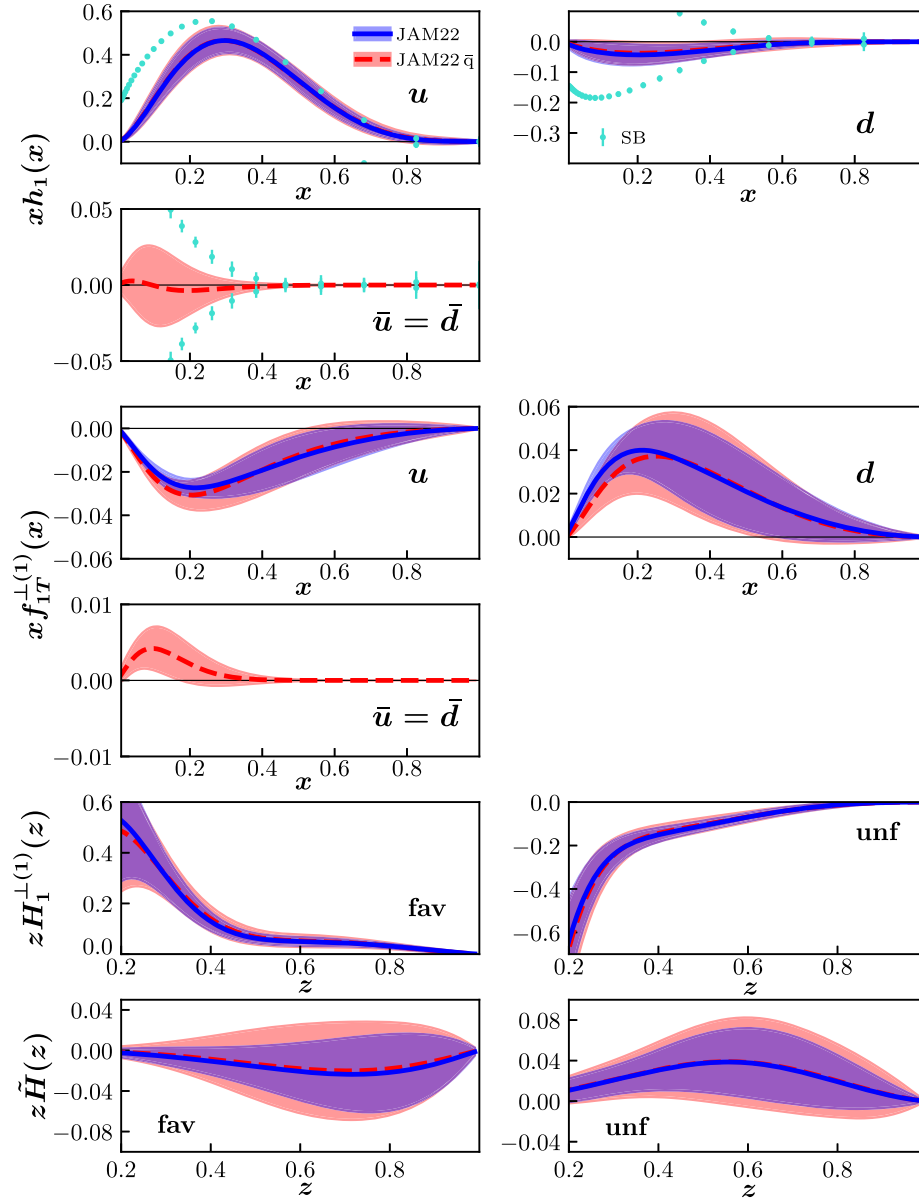 0.6
0.4
0.2
0.0
0.2 0.4 0.6 0.8
x
JAM22
JAM22 q̄
u
0.0
−0.1
−0.2
−0.3
0.2 0.4 0.6 0.8
x
SB
d
xh₁(x)
0.05
0.00
−0.05
0.2 0.4 0.6 0.8
x
ū = d̄
0.00
−0.02
−0.04
−0.06
0.2 0.4 0.6 0.8
x
u
0.06
0.04
0.02
0.00
0.2 0.4 0.6 0.8
x
d
x f_{1T}^{⊥(1)}(x)
0.01
0.00
−0.01
0.2 0.4 0.6 0.8
x
ū = d̄
zH_1^{⊥(1)}(z)
0.6
0.4
0.2
0.0
0.2 0.4 0.6 0.8
z
fav
0.0
−0.2
−0.4
−0.6
0.2 0.4 0.6 0.8
z
unf
zH̃(z)
0.04
0.00
−0.04
−0.08
0.2 0.4 0.6 0.8
z
fav
0.08
0.04
0.00
−0.04
0.2 0.4 0.6 0.8
z
unf